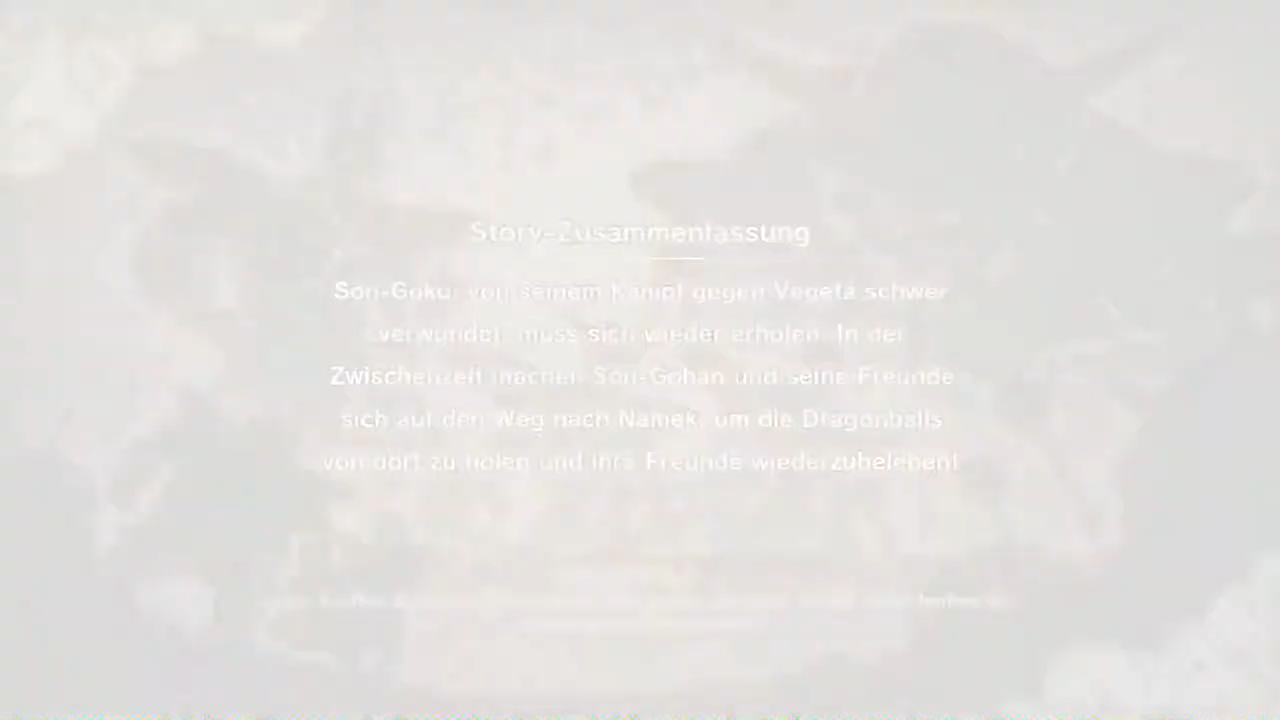 Story-Zusammenfassung
Son-Goku, von seinem Kampf gegen Vegeta schwer
verwundet, muss sich wieder erholen. In der
Zwischenzeit machen Son-Gohan und seine Freunde
sich auf den Weg nach Namek, um die Dragonballs
von dort zu holen und ihre Freunde wiederzubeleben!